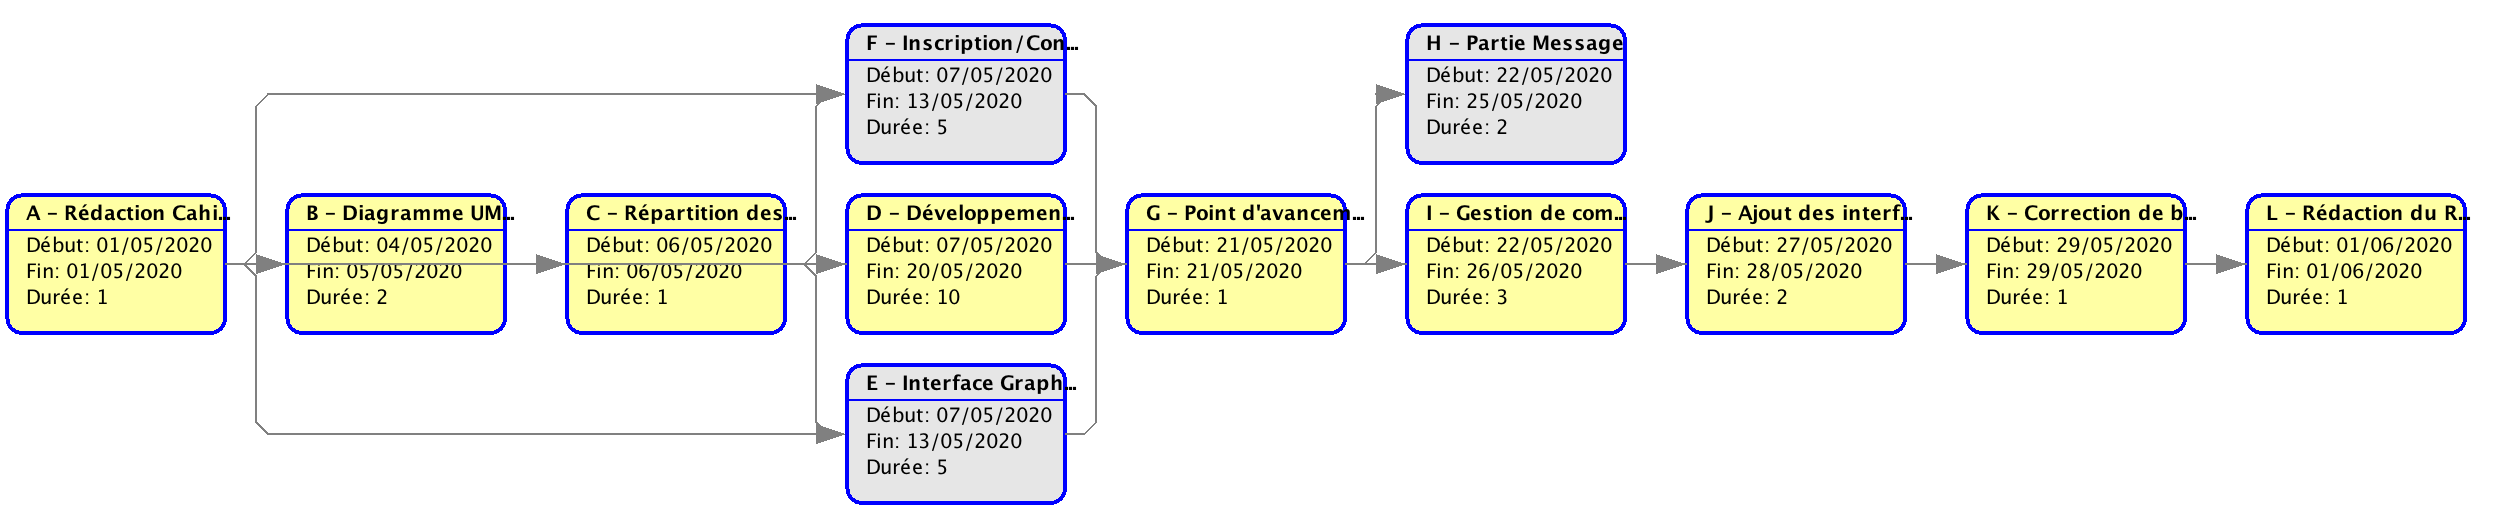 F – Inscription/Con...
Début: 07/05/2020
Fin: 13/05/2020
Durée: 5
H – Partie Message
Début: 22/05/2020
Fin: 25/05/2020
Durée: 2
A – Rédaction Cahi...
Début: 01/05/2020
Fin: 01/05/2020
Durée: 1
B – Diagramme UM...
Début: 04/05/2020
Fin: 05/05/2020
Durée: 2
C – Répartition des...
Début: 06/05/2020
Fin: 06/05/2020
Durée: 1
D – Développemen...
Début: 07/05/2020
Fin: 20/05/2020
Durée: 10
G – Point d'avancem...
Début: 21/05/2020
Fin: 21/05/2020
Durée: 1
I – Gestion de com...
Début: 22/05/2020
Fin: 26/05/2020
Durée: 3
J – Ajout des interf...
Début: 27/05/2020
Fin: 28/05/2020
Durée: 2
K – Correction de b...
Début: 29/05/2020
Fin: 29/05/2020
Durée: 1
L – Rédaction du R...
Début: 01/06/2020
Fin: 01/06/2020
Durée: 1
E – Interface Graph...
Début: 07/05/2020
Fin: 13/05/2020
Durée: 5